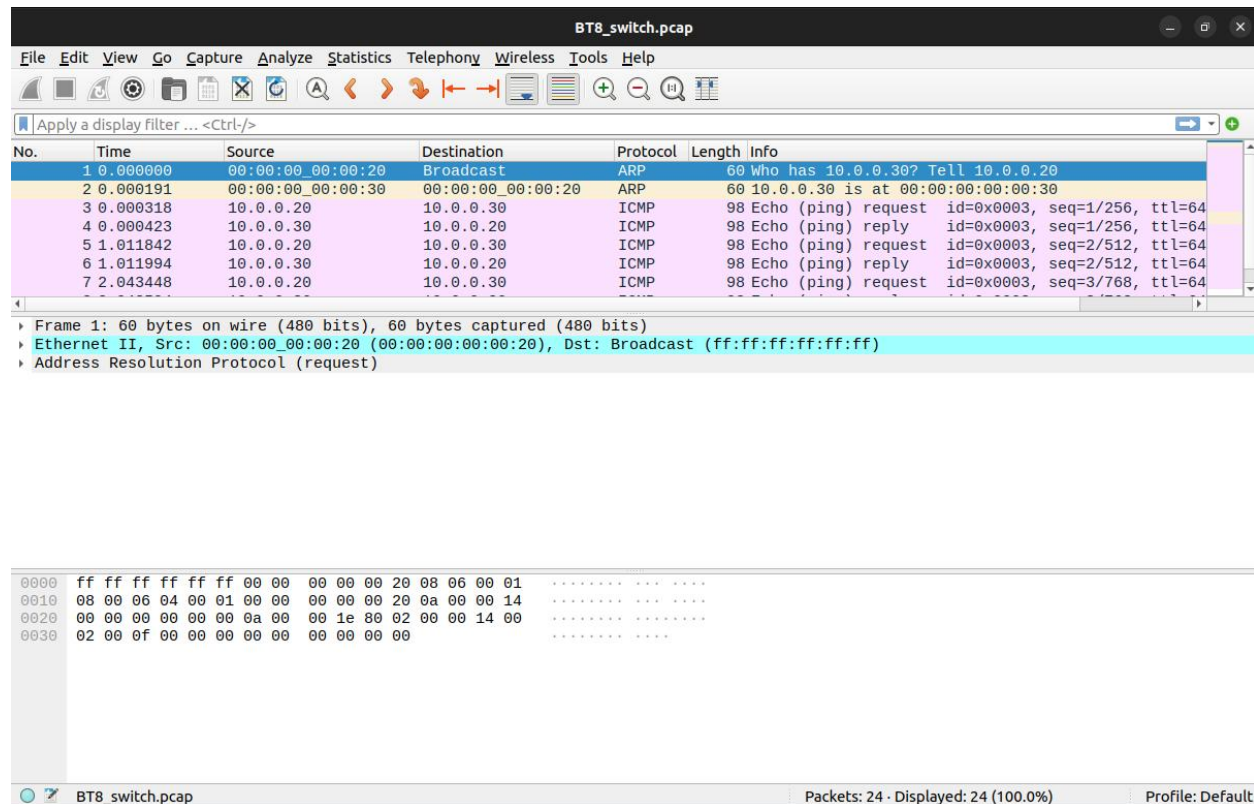 BT8_switch.pcap
File Edit View Go Capture Analyze Statistics Telephony Wireless Tools Help
Apply a display filter … <Ctrl-/>
No. Time Source Destination Protocol Length Info
1 0.000000 00:00:00_00:00:20 Broadcast ARP 60 Who has 10.0.0.30? Tell 10.0.0.20
2 0.000191 00:00:00_00:00:30 00:00:00_00:00:20 ARP 60 10.0.0.30 is at 00:00:00:00:00:30
3 0.000318 10.0.0.20 10.0.0.30 ICMP 98 Echo (ping) request id=0x0003, seq=1/256, ttl=64
4 0.000423 10.0.0.30 10.0.0.20 ICMP 98 Echo (ping) reply id=0x0003, seq=1/256, ttl=64
5 1.011842 10.0.0.20 10.0.0.30 ICMP 98 Echo (ping) request id=0x0003, seq=2/512, ttl=64
6 1.011994 10.0.0.30 10.0.0.20 ICMP 98 Echo (ping) reply id=0x0003, seq=2/512, ttl=64
7 2.043448 10.0.0.20 10.0.0.30 ICMP 98 Echo (ping) request id=0x0003, seq=3/768, ttl=64
Frame 1: 60 bytes on wire (480 bits), 60 bytes captured (480 bits)
Ethernet II, Src: 00:00:00_00:00:20 (00:00:00:00:00:20), Dst: Broadcast (ff:ff:ff:ff:ff:ff)
Address Resolution Protocol (request)
0000 ff ff ff ff ff ff 00 00 00 00 00 20 08 06 00 01 ········ ··· ····
0010 08 00 06 04 00 01 00 00 00 00 00 20 0a 00 00 14 ········ ··· ····
0020 00 00 00 00 00 00 0a 00 00 1e 80 02 00 00 14 00 ········ ········
0030 02 00 0f 00 00 00 00 00 00 00 00 00 ········ ····
BT8_switch.pcap Packets: 24 · Displayed: 24 (100.0%) Profile: Default